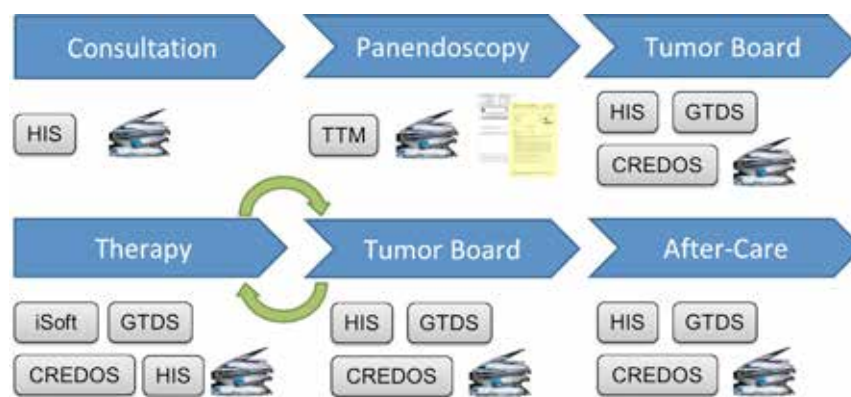 Consultation
Panendoscopy
Tumor Board
HIS
TTM
HIS GTDS
CREDOS
Therapy
Tumor Board
After-Care
iSoft GTDS
CREDOS HIS
HIS GTDS
CREDOS
HIS GTDS
CREDOS